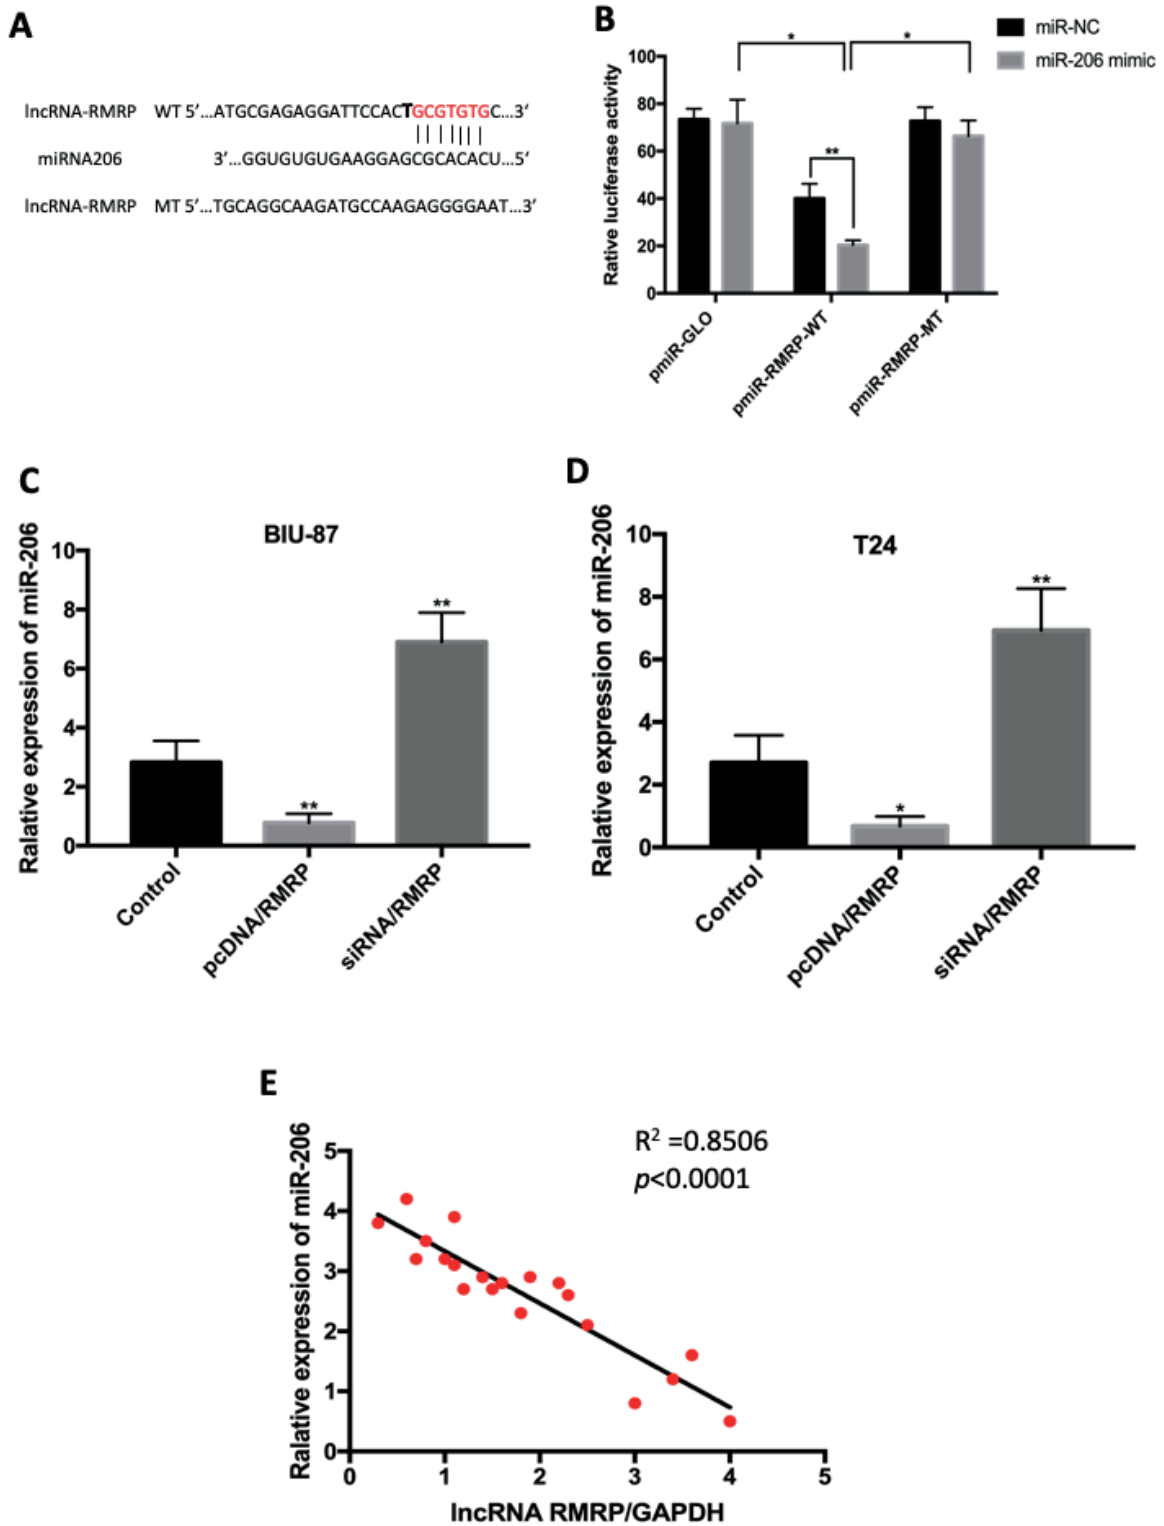 A
lncRNA-RMRP WT 5'...ATGCGAGAGGATTCCACTGCGTGTGC...3'
miRNA206 3'...GGUGUGUGAAGGAGCGCACACU...5'
lncRNA-RMRP MT 5'...TGCAGGCAAGATGCCAAGAGGGGAAT...3'
B
miR-NC
miR-206 mimic
Rative luciferase activity
100
80
60
40
20
0
*
*
**
pmiR-GLO
pmiR-RMRP-WT
pmiR-RMRP-MT
C
BIU-87
Ralative expression of miR-206
10
8
6
4
2
0
**
**
Control
pcDNA/RMRP
siRNA/RMRP
D
T24
Ralative expression of miR-206
10
8
6
4
2
0
*
**
Control
pcDNA/RMRP
siRNA/RMRP
E
R² =0.8506
p<0.0001
Ralative expression of miR-206
5
4
3
2
1
0
0 1 2 3 4 5
lncRNA RMRP/GAPDH